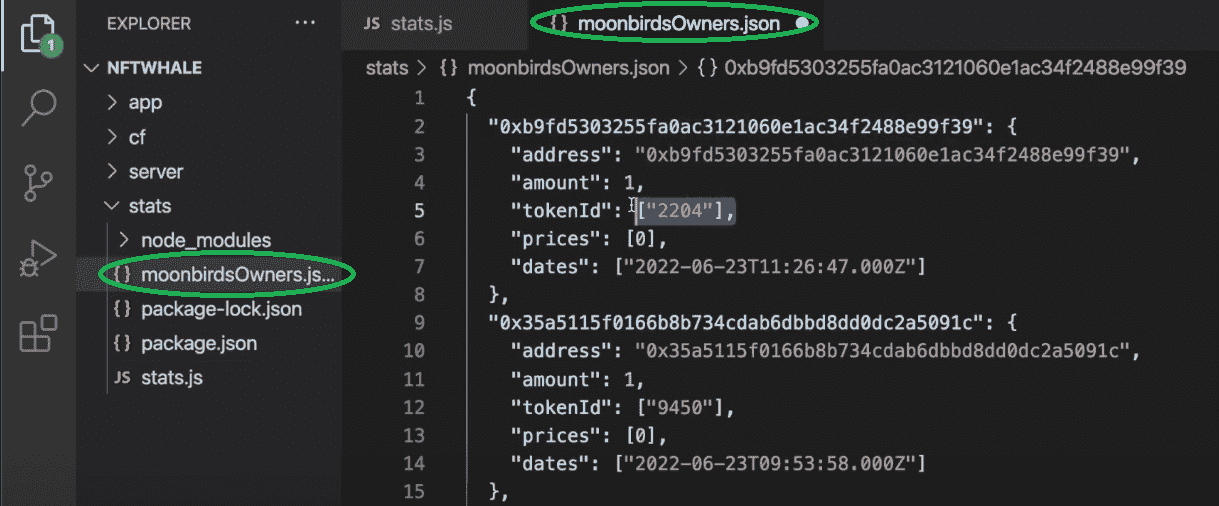 EXPLORER
...
1
NFTWHALE
app
cf
server
stats
node_modules
{} moonbirdsOwners.js...
{} package-lock.json
{} package.json
JS stats.js
JS stats.js
{} moonbirdsOwners.json
stats > {} moonbirdsOwners.json > {} 0xb9fd5303255fa0ac3121060e1ac34f2488e99f39
1 {
2 "0xb9fd5303255fa0ac3121060e1ac34f2488e99f39": {
3 "address": "0xb9fd5303255fa0ac3121060e1ac34f2488e99f39",
4 "amount": 1,
5 "tokenId": ["2204"],
6 "prices": [0],
7 "dates": ["2022-06-23T11:26:47.000Z"]
8 },
9 "0x35a5115f0166b8b734cdab6dbbd8dd0dc2a5091c": {
10 "address": "0x35a5115f0166b8b734cdab6dbbd8dd0dc2a5091c",
11 "amount": 1,
12 "tokenId": ["9450"],
13 "prices": [0],
14 "dates": ["2022-06-23T09:53:58.000Z"]
15 },